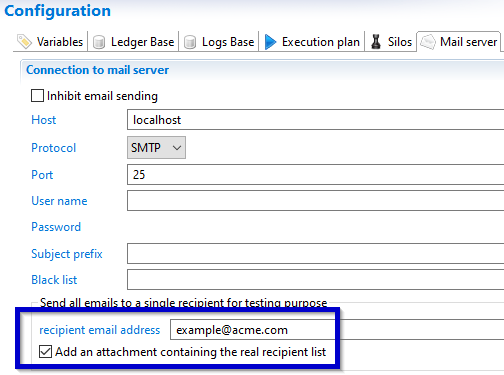 Configuration
Variables Ledger Base Logs Base Execution plan Silos Mail server
Connection to mail server
Inhibit email sending
Host localhost
Protocol SMTP
Port 25
User name
Password
Subject prefix
Black list
Send all emails to a single recipient for testing purpose
recipient email address example@acme.com
Add an attachment containing the real recipient list